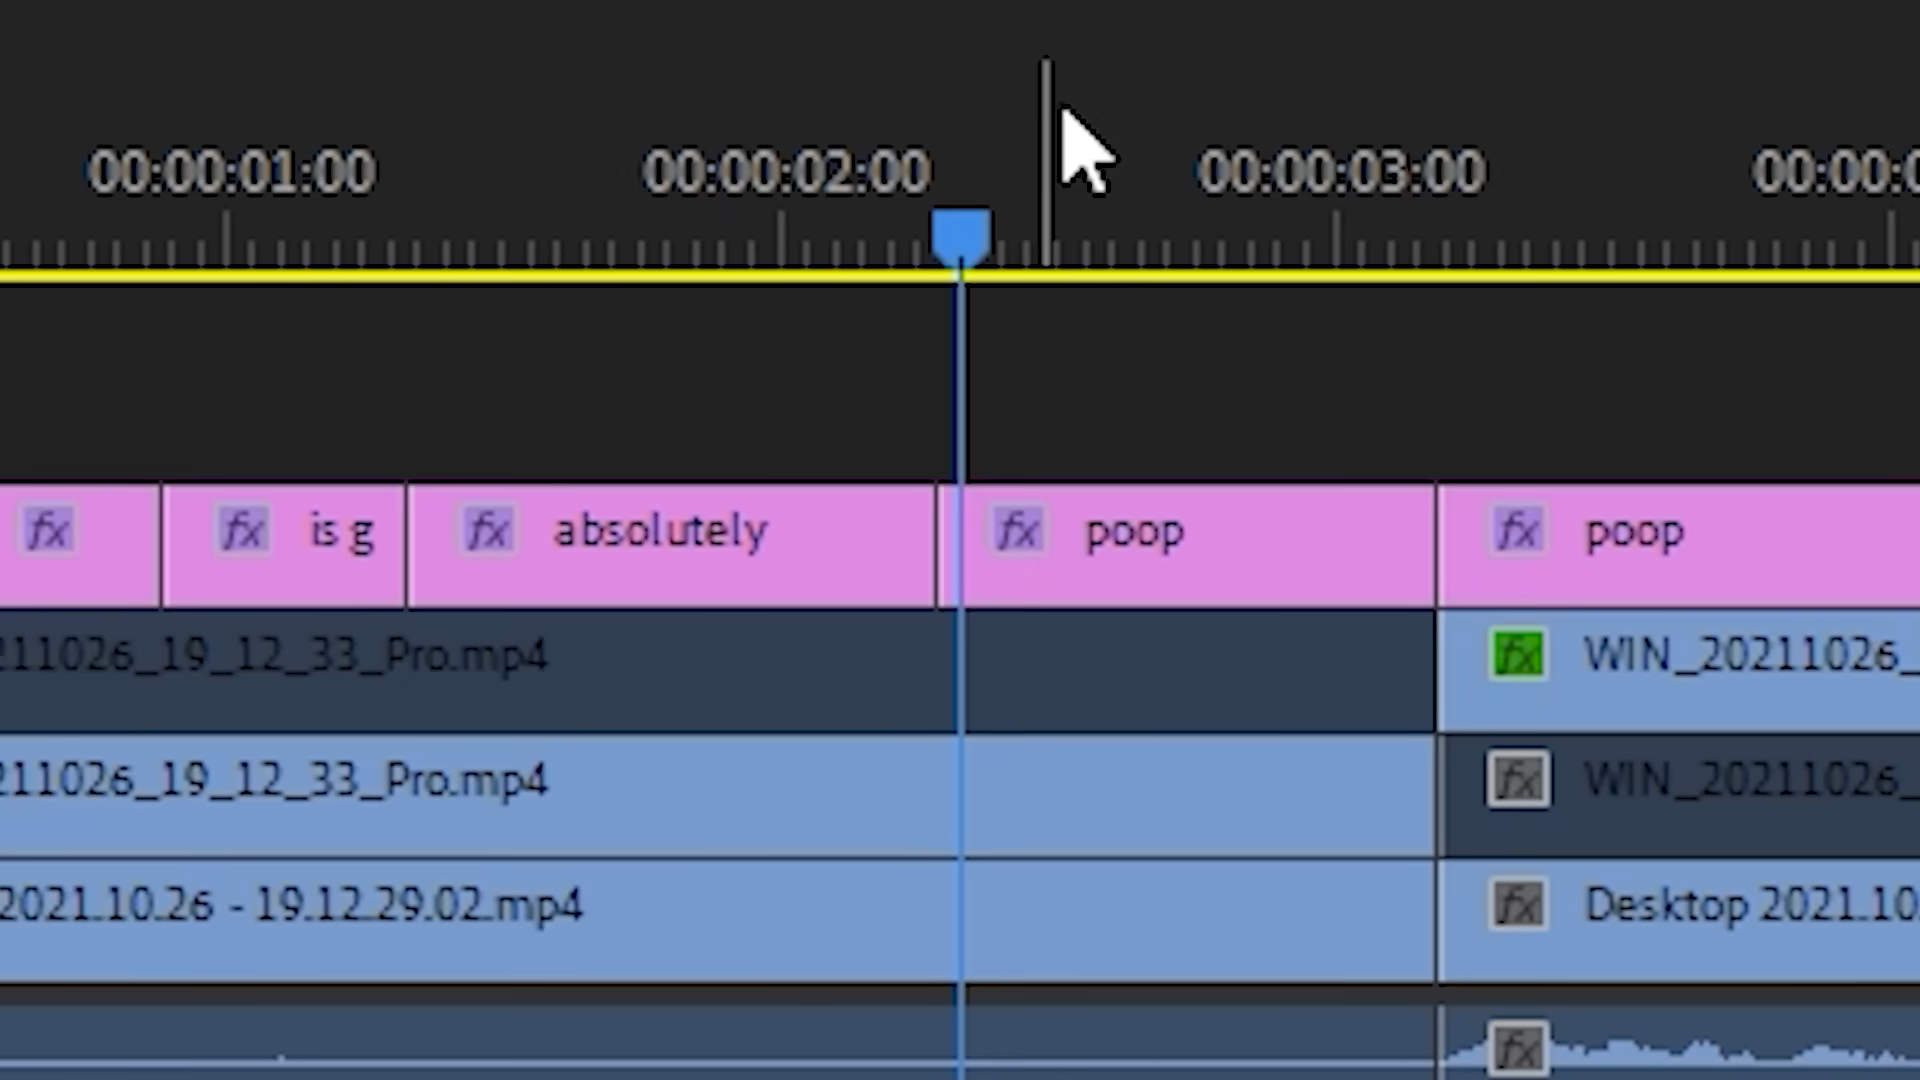 00:00:01:00 00:00:02:00 00:00:03:00 00:00:0
fx fx is g fx absolutely fx poop fx poop
211026_19_12_33_Pro.mp4 fx WIN_20211026_
211026_19_12_33_Pro.mp4 fx WIN_20211026_
2021.10.26 - 19.12.29.02.mp4 fx Desktop 2021.10
fx